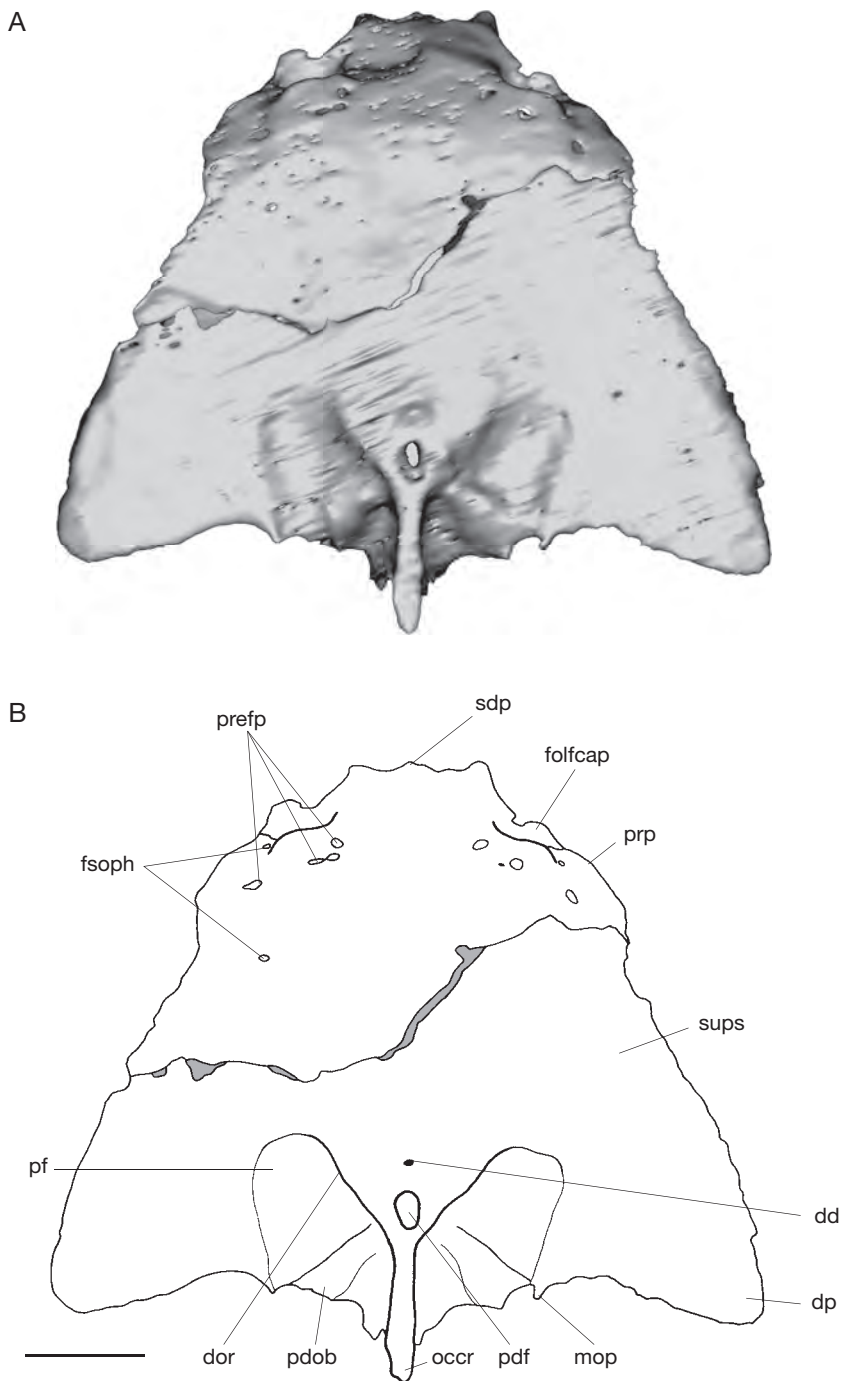 A
B
sdp
prefp
folfcap
prp
fsoph
sups
pf
dd
dp
dor
pdob
occr
pdf
mop